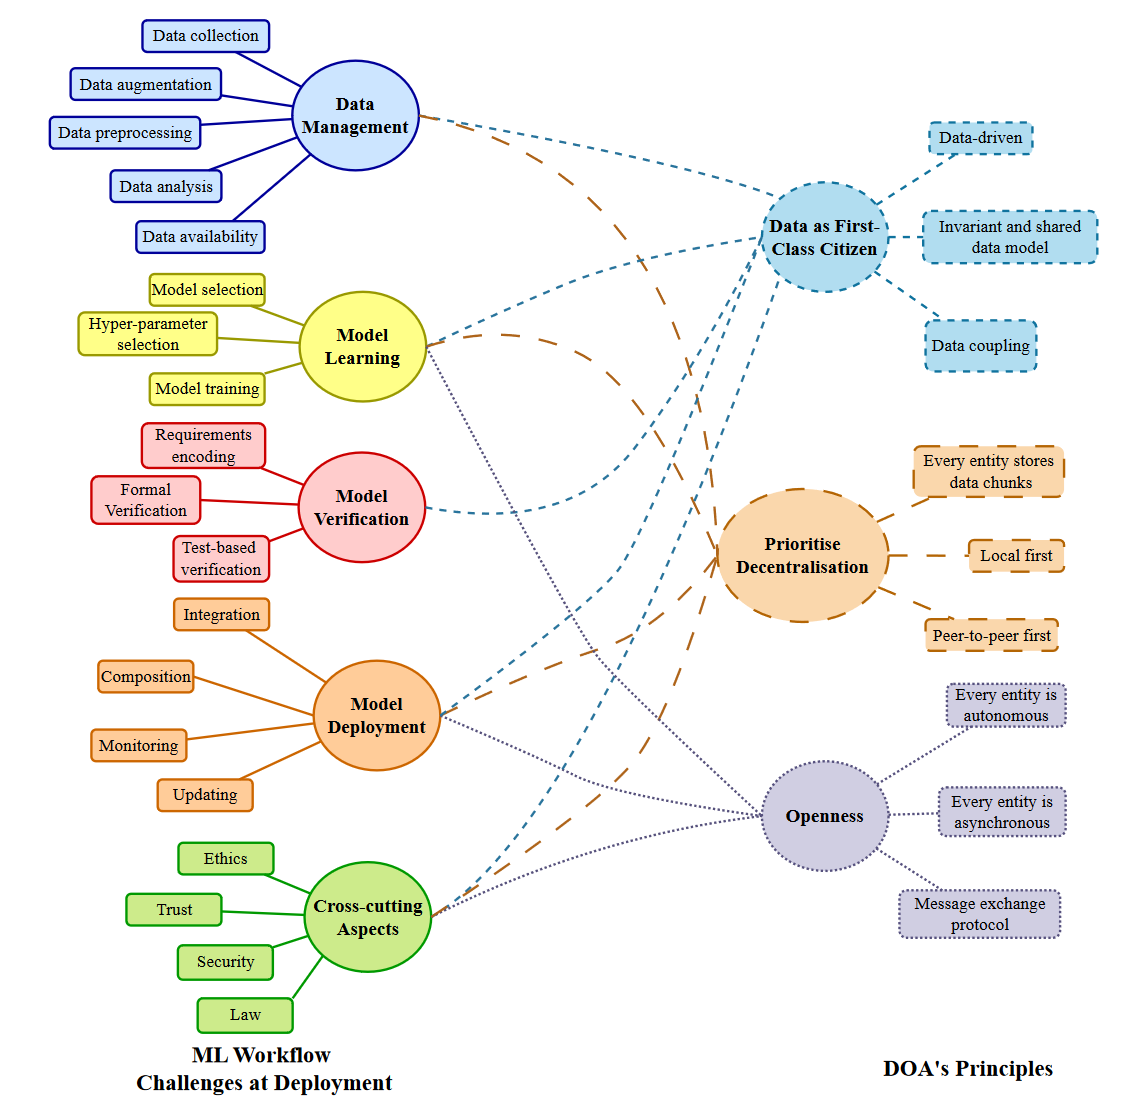 Data collection
Data augmentation
Data preprocessing
Data analysis
Data availability
Data
Management
Model selection
Hyper-parameter
selection
Model training
Model
Learning
Requirements
encoding
Formal
Verification
Test-based
verification
Model
Verification
Integration
Composition
Monitoring
Updating
Model
Deployment
Ethics
Trust
Security
Law
Cross-cutting
Aspects
ML Workflow
Challenges at Deployment
Data as First-
Class Citizen
Data-driven
Invariant and shared
data model
Data coupling
Prioritise
Decentralisation
Every entity stores
data chunks
Local first
Peer-to-peer first
Openness
Every entity is
autonomous
Every entity is
asynchronous
Message exchange
protocol
DOA's Principles